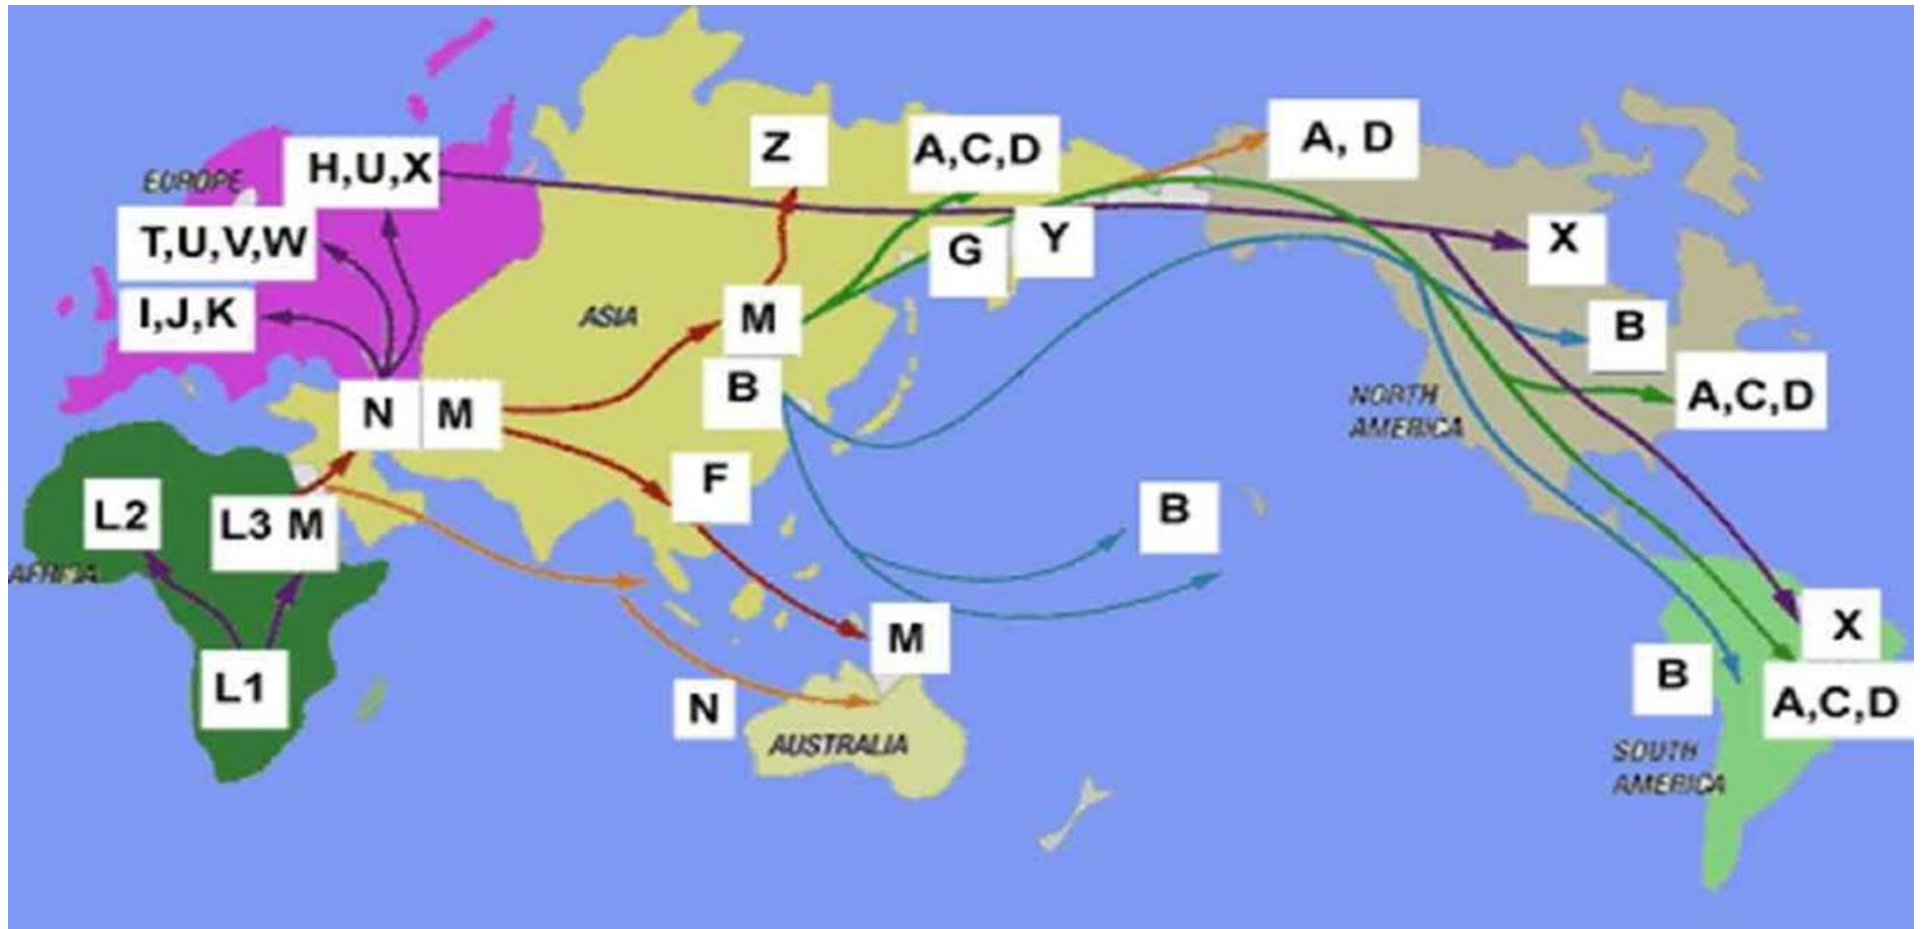 Z
A,C,D
A, D
EUROPE
H,U,X
T,U,V,W
G
Y
X
I,J,K
ASIA
M
B
B
N
M
NORTH
AMERICA
A,C,D
F
L2
L3 M
B
AFRICA
M
X
L1
N
B
A,C,D
AUSTRALIA
SOUTH
AMERICA